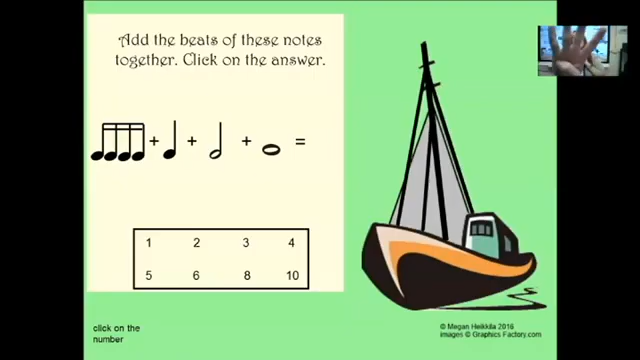 Add the beats of these notes
together. Click on the answer.
+ + + =
1 2 3 4
5 6 8 10
click on the
number
© Megan Heikkila 2016
images © Graphics Factory.com